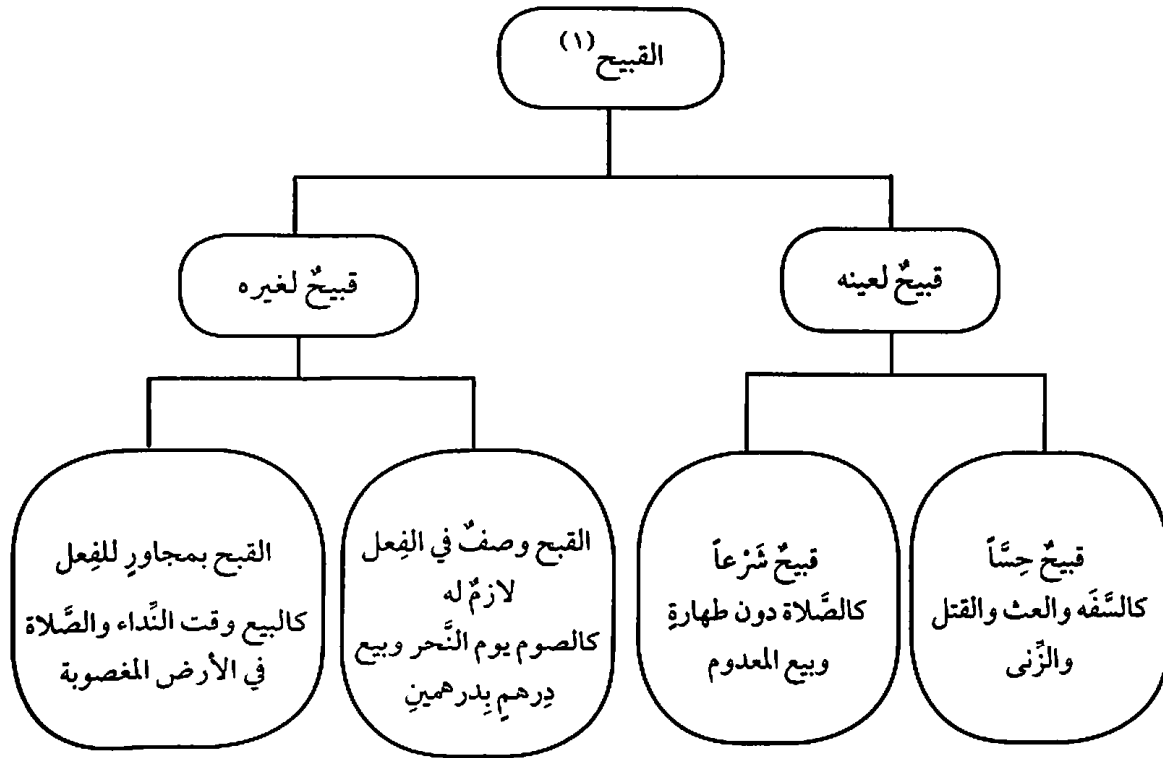 القبيح (١)
قبيحٌ لعينه
قبيحٌ لغيره
قبيحٌ حِسَّاً
كالسَّفَه والعث والقتل
والزِّنى
قبيحٌ شَرْعاً
كالصَّلاة دون طهارةٍ
وبيع المعدوم
القبح وصفٌ في الفِعل
لازمٌ له
كالصوم يوم النَّحر وبيع
دِرهمٍ بِدرهمينِ
القبح بمجاورٍ للفِعل
كالبيع وقت النِّداء والصَّلاة
في الأرض المغصوبة